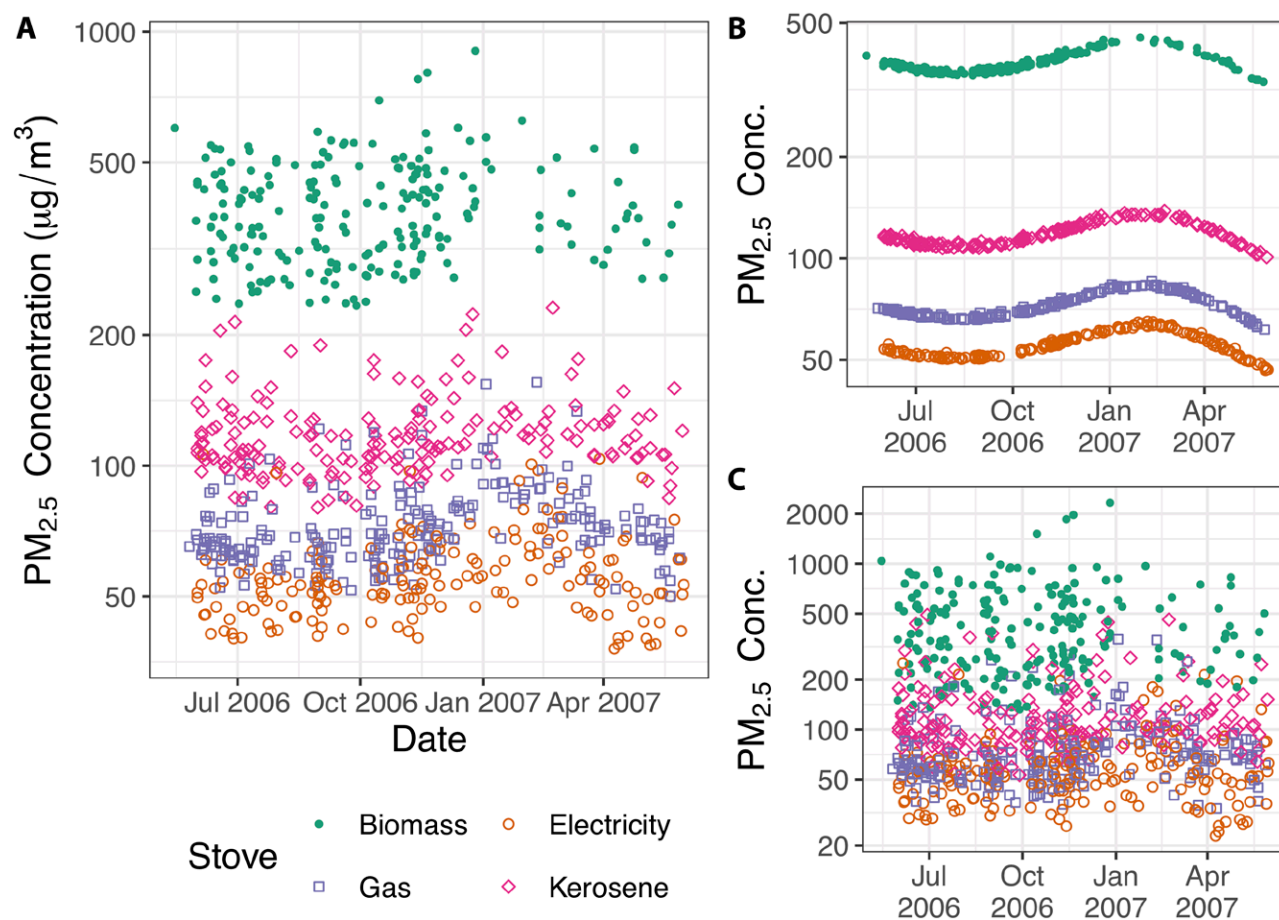 A
PM2.5 Concentration (μg/m³)
1000
500
200
100
50
Jul 2006 Oct 2006 Jan 2007 Apr 2007
Date
Stove
Biomass
Electricity
Gas
Kerosene
B
PM2.5 Conc.
500
200
100
50
Jul Oct Jan Apr
2006 2006 2007 2007
C
PM2.5 Conc.
2000
1000
500
200
100
50
20
Jul Oct Jan Apr
2006 2006 2007 2007